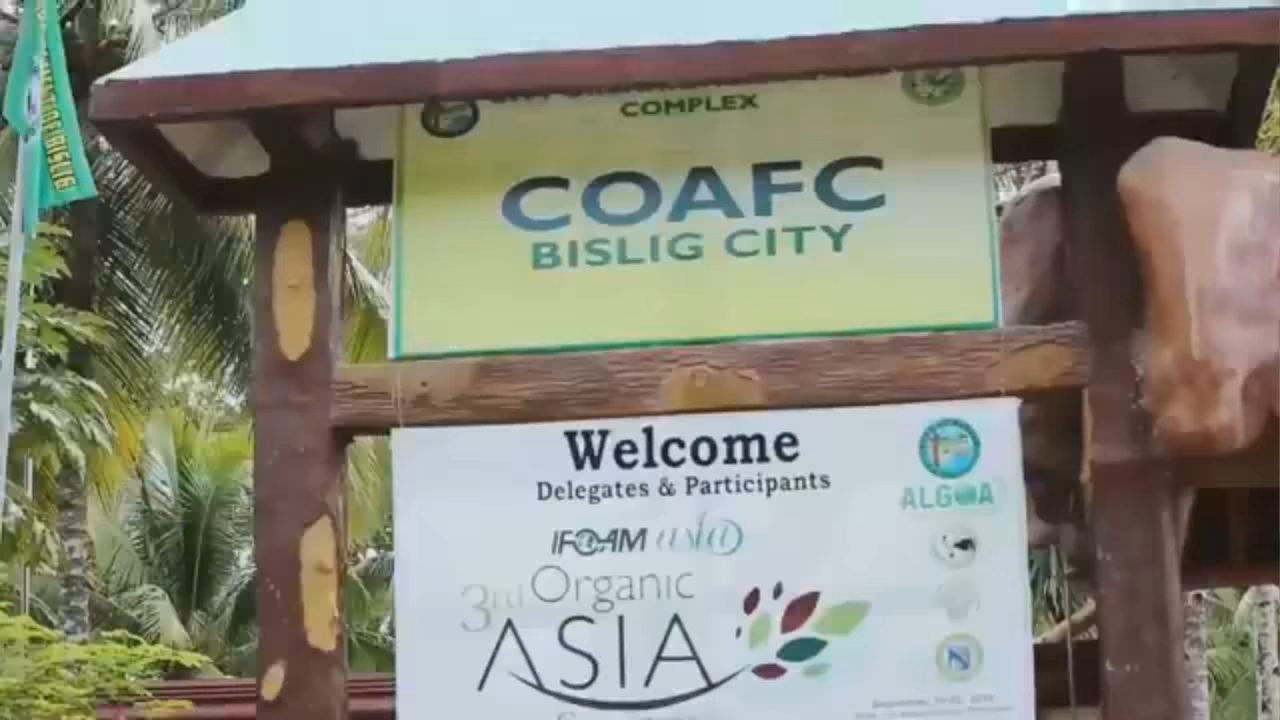 COMPLEX
COAFC
BISLIG CITY
Welcome
Delegates & Participants
IFOAM asia
3rd Organic
ASIA
ALGOA
N